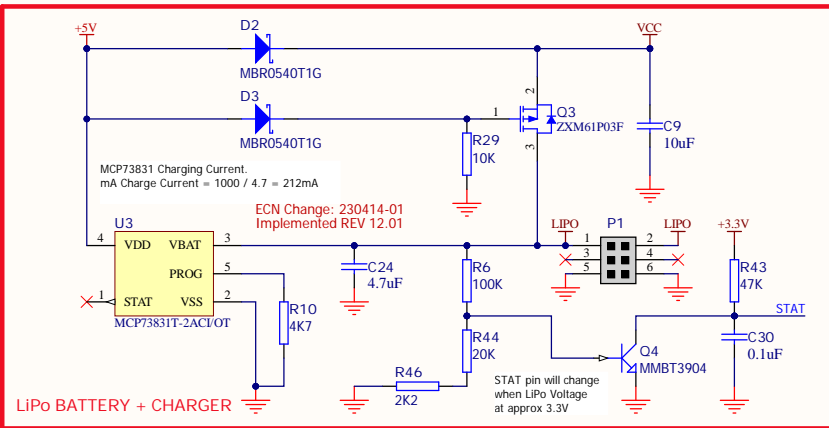 +5V
D2
MBR0540T1G
VCC
D3
MBR0540T1G
2
1
3
Q3
ZXM61P03F
C9
10uF
R29
10K
MCP73831 Charging Current.
mA Charge Current = 1000 / 4.7 = 212mA
ECN Change: 230414-01
Implemented REV 12.01
U3
4 VDD VBAT 3
PROG 5
1 STAT VSS 2
MCP73831T-2ACI/OT
R10
4K7
C24
4.7uF
R6
100K
R44
20K
R46
2K2
LIPO P1 LIPO
1 2
3 4
5 6
+3.3V
R43
47K
STAT
C30
0.1uF
Q4
MMBT3904
STAT pin will change
when LiPo Voltage
at approx 3.3V
LiPo BATTERY + CHARGER